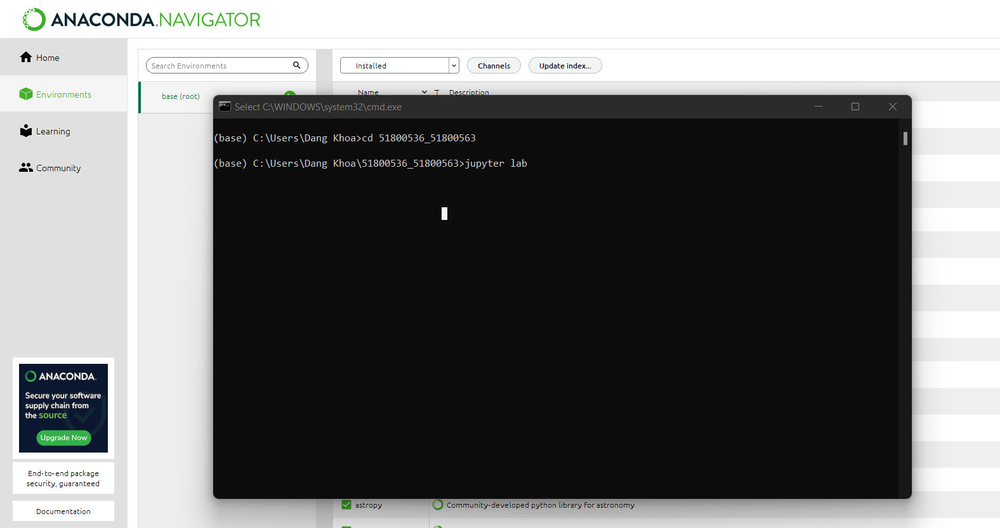 ANACONDA.NAVIGATOR
Home
Environments
Learning
Community
ANACONDA.
Secure your software
supply chain from
the source
Upgrade Now
End-to-end package
security, guaranteed
Documentation
Search Environments
base (root)
Installed
Channels
Update index...
Name
T
Description
Select C:\WINDOWS\system32\cmd.exe
(base) C:\Users\Dang Khoa>cd 51800536_51800563
(base) C:\Users\Dang Khoa\51800536_51800563>jupyter lab
astropy
Community-developed python library for astronomy